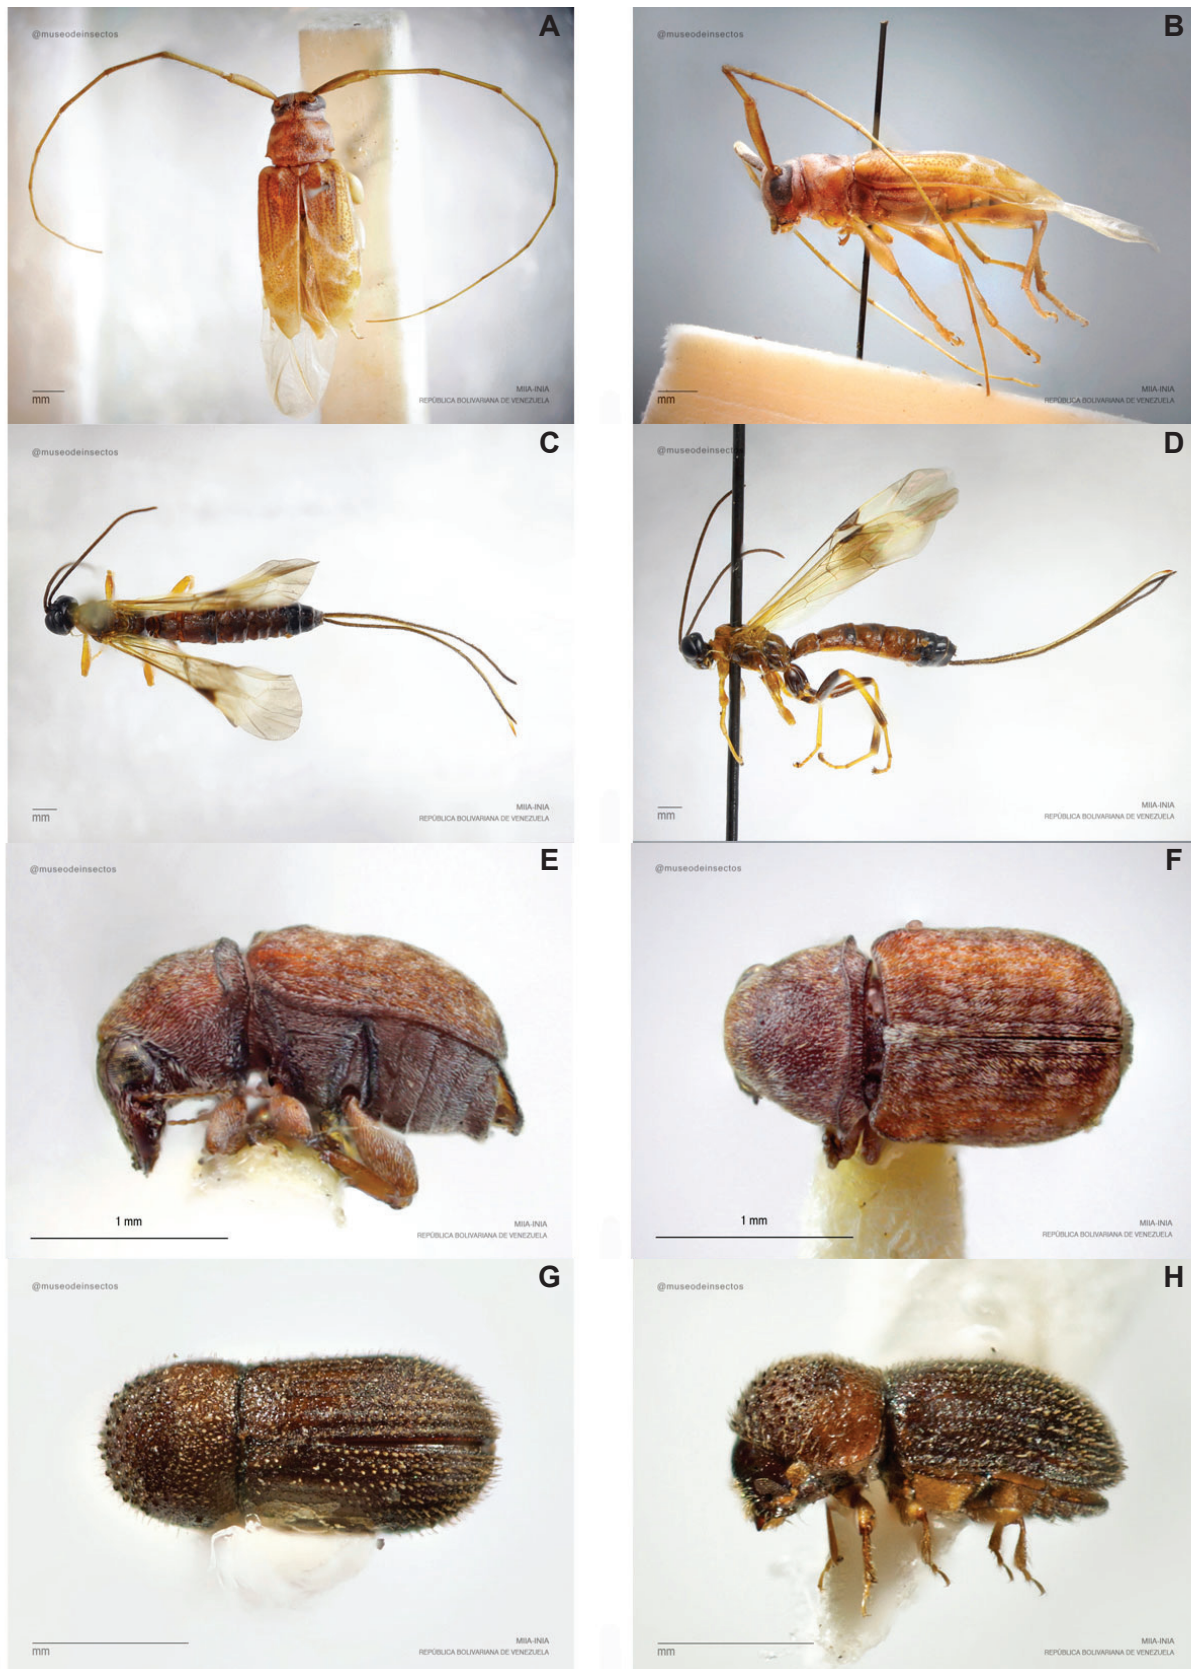 @museodeinsectos
A
mm
MIIA-INIA
REPÚBLICA BOLIVARIANA DE VENEZUELA
@museodeinsectos
B
mm
MIIA-INIA
REPÚBLICA BOLIVARIANA DE VENEZUELA
@museodeinsectos
C
mm
MIIA-INIA
REPÚBLICA BOLIVARIANA DE VENEZUELA
@museodeinsectos
D
mm
MIIA-INIA
REPÚBLICA BOLIVARIANA DE VENEZUELA
@museodeinsectos
E
1 mm
MIIA-INIA
REPÚBLICA BOLIVARIANA DE VENEZUELA
@museodeinsectos
F
1 mm
MIIA-INIA
REPÚBLICA BOLIVARIANA DE VENEZUELA
@museodeinsectos
G
mm
MIIA-INIA
REPÚBLICA BOLIVARIANA DE VENEZUELA
@museodeinsectos
H
mm
MIIA-INIA
REPÚBLICA BOLIVARIANA DE VENEZUELA